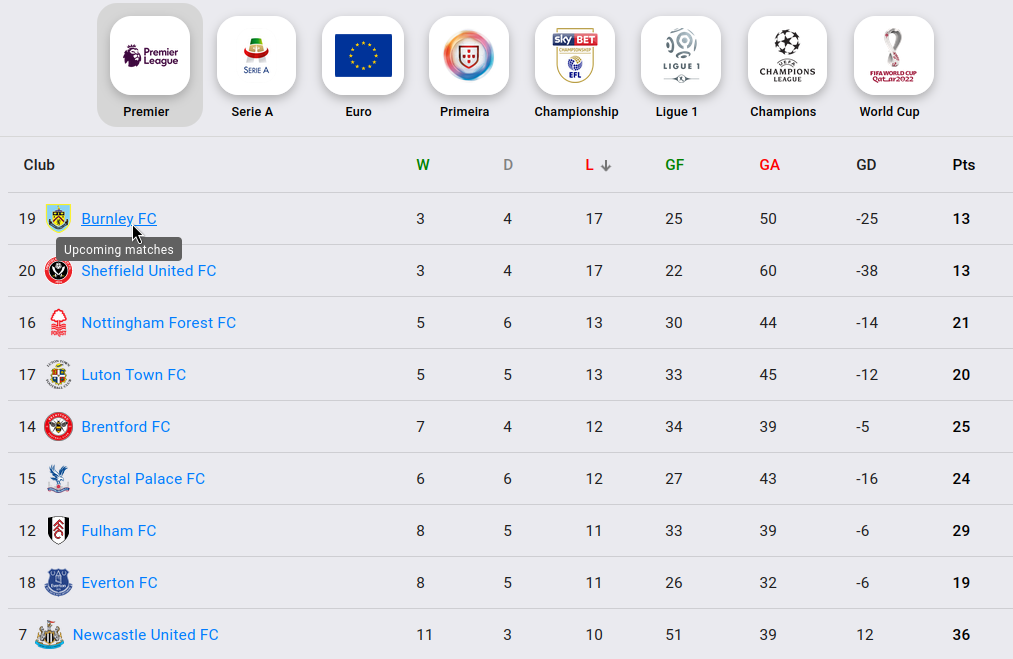 Premier League
SERIE A
sky BET
CHAMPIONSHIP
EFL
LIGUE 1
UEFA
CHAMPIONS
LEAGUE
FIFA WORLD CUP
Qatar2022
Premier Serie A Euro Primeira Championship Ligue 1 Champions World Cup
Club W D L ↓ GF GA GD Pts
19 Burnley FC 3 4 17 25 50 -25 13
Upcoming matches
20 Sheffield United FC 3 4 17 22 60 -38 13
16 Nottingham Forest FC 5 6 13 30 44 -14 21
17 Luton Town FC 5 5 13 33 45 -12 20
14 Brentford FC 7 4 12 34 39 -5 25
15 Crystal Palace FC 6 6 12 27 43 -16 24
12 Fulham FC 8 5 11 33 39 -6 29
18 Everton FC 8 5 11 26 32 -6 19
7 Newcastle United FC 11 3 10 51 39 12 36